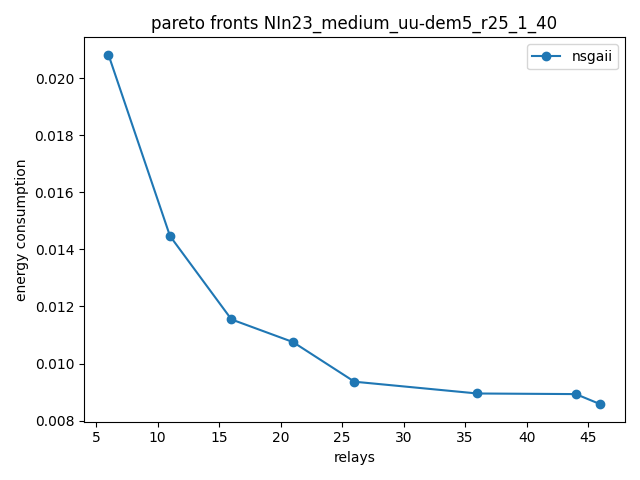 pareto fronts NIn23_medium_uu-dem5_r25_1_40
nsgaii
energy consumption
0.020
0.018
0.016
0.014
0.012
0.010
0.008
5 10 15 20 25 30 35 40 45
relays